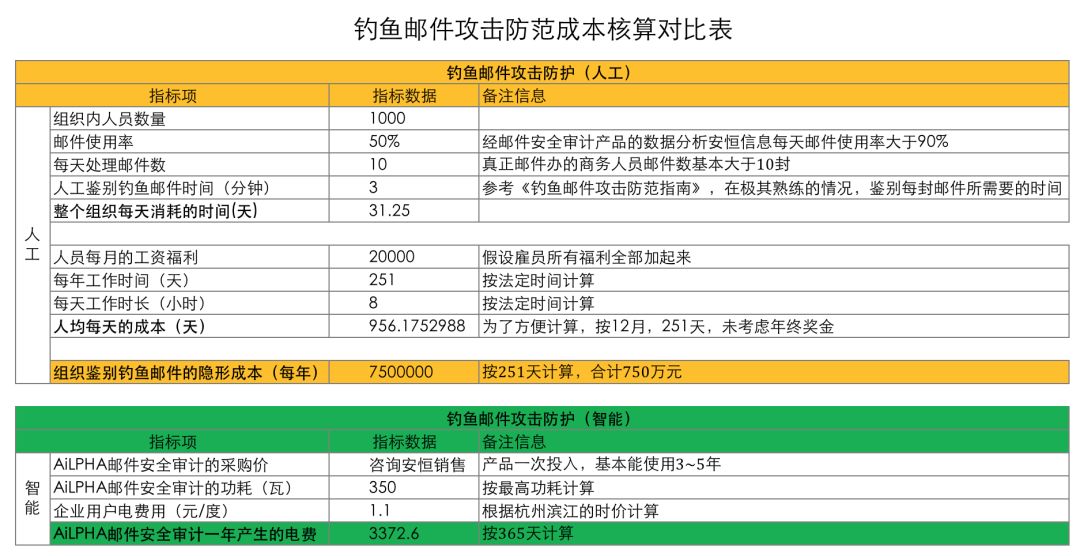 钓鱼邮件攻击防范成本核算对比表
钓鱼邮件攻击防护（人工）
指标项 指标数据 备注信息
人工
组织内人员数量 1000
邮件使用率 50% 经邮件安全审计产品的数据分析安恒信息每天邮件使用率大于90%
每天处理邮件数 10 真正邮件办的商务人员邮件数基本大于10封
人工鉴别钓鱼邮件时间（分钟） 3 参考《钓鱼邮件攻击防范指南》，在极其熟练的情况，鉴别每封邮件所需要的时间
整个组织每天消耗的时间(天) 31.25
人员每月的工资福利 20000 假设雇员所有福利全部加起来
每年工作时间（天） 251 按法定时间计算
每天工作时长（小时） 8 按法定时间计算
人均每天的成本（天） 956.1752988 为了方便计算，按12月，251天，未考虑年终奖金
组织鉴别钓鱼邮件的隐形成本（每年） 7500000 按251天计算，合计750万元
钓鱼邮件攻击防护（智能）
指标项 指标数据 备注信息
智能
AiLPHA邮件安全审计的采购价 咨询安恒销售 产品一次投入，基本能使用3~5年
AiLPHA邮件安全审计的功耗（瓦） 350 按最高功耗计算
企业用户电费用（元/度） 1.1 根据杭州滨江的时价计算
AiLPHA邮件安全审计一年产生的电费 3372.6 按365天计算